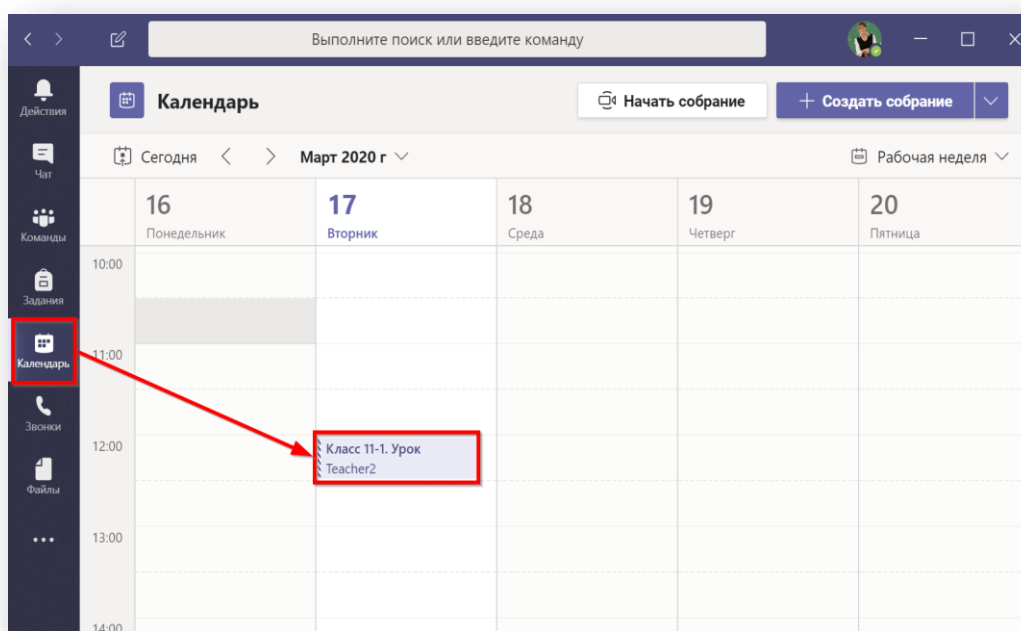 Выполните поиск или введите команду
Действия
Чат
Команды
Задания
Календарь
Звонки
Файлы
Календарь
Начать собрание
Создать собрание
Сегодня
Март 2020 г
Рабочая неделя
16
Понедельник
17
Вторник
18
Среда
19
Четверг
20
Пятница
10:00
11:00
12:00
Класс 11-1. Урок
Teacher2
13:00
14:00